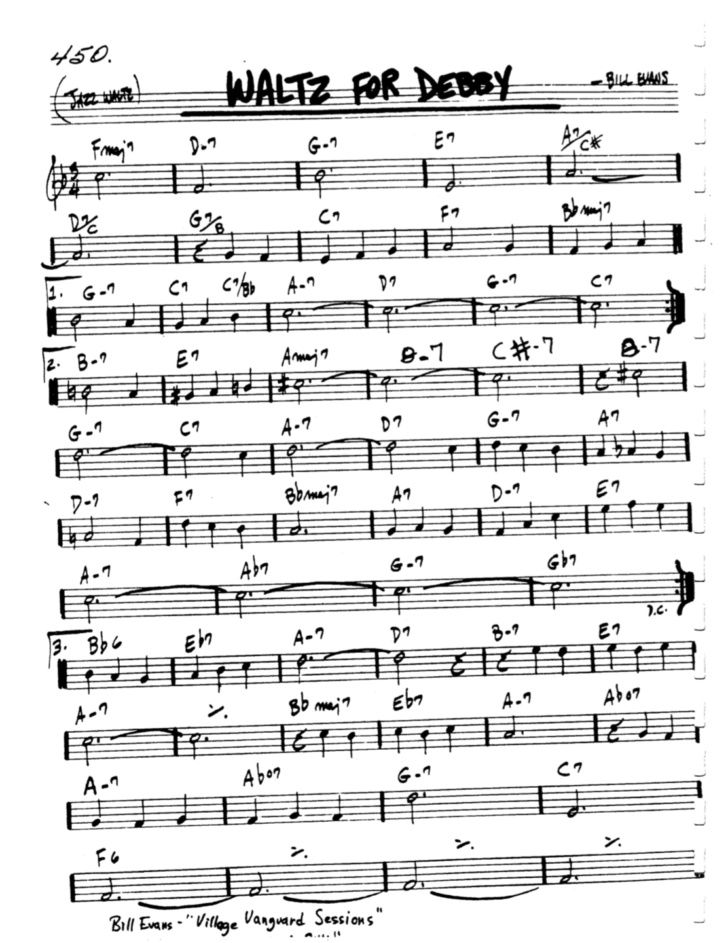 450.
(JAZZ WALTZ) WALTZ FOR DEBBY - BILL EVANS
Fmaj7 D-7 G-7 E7 A7/C#
3
4
D7/C G7/B C7 F7 Bbmaj7
1. G-7 C7 C7/Bb A-7 D7 G-7 C7
2. B-7 E7 Amaj7 B-7 C#-7 B-7
G-7 C7 A-7 D7 G-7 A7
D-7 F7 Bbmaj7 A7 D-7 E7
A-7 Ab7 G-7 Gb7
D.C.
3. Bb6 Eb7 A-7 D7 B-7 E7
A-7 Bbmaj7 Eb7 A-7 Abo7
A-7 Abo7 G-7 C7
F6
Bill Evans - "Village Vanguard Sessions"